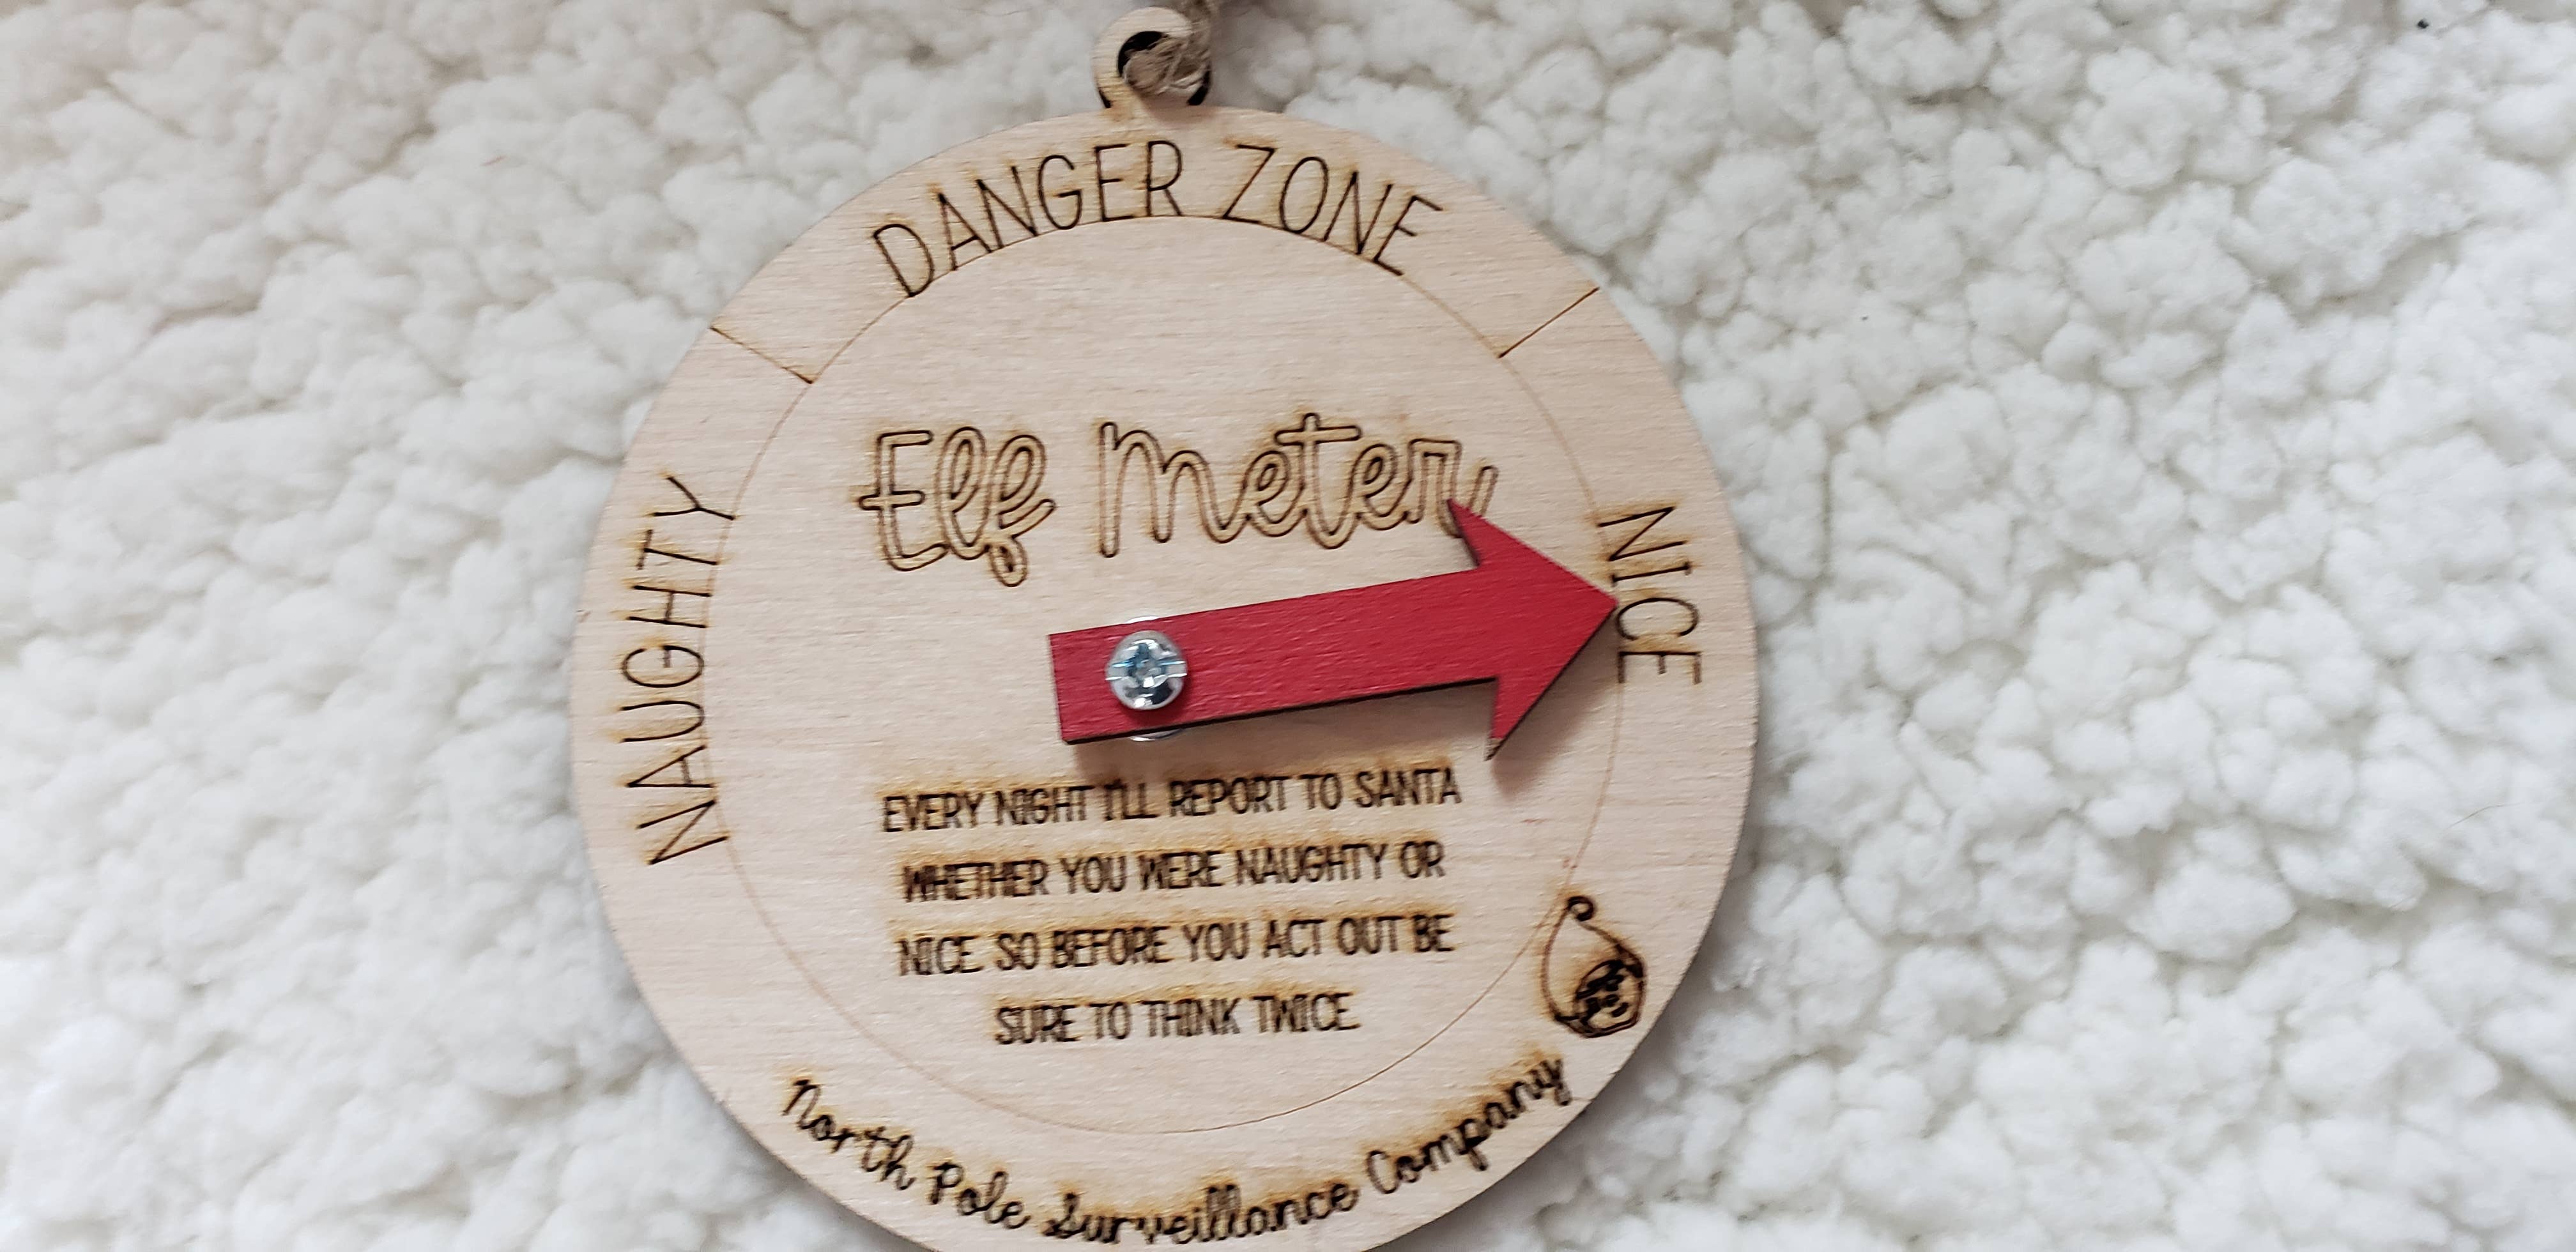 DANGER ZONE
NAUGHTY
Elf meter
NICE
EVERY NIGHT I'LL REPORT TO SANTA
WHETHER YOU WERE NAUGHTY OR
NICE SO BEFORE YOU ACT OUT BE
SURE TO THINK TWICE
North Pole Surveillance Company